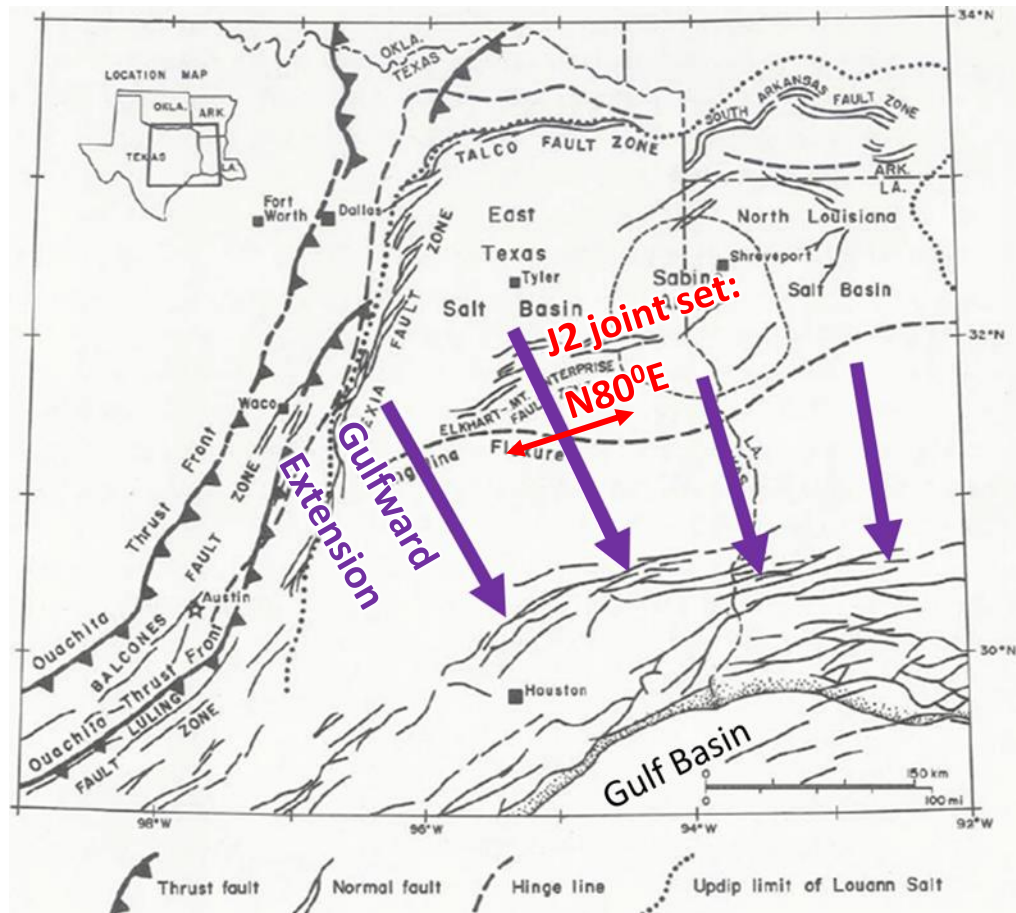 34°N
OKLA.
TEXAS
LOCATION MAP
OKLA.
ARK.
TEXAS
LA.
SOUTH ARKANSAS FAULT ZONE
TALCO FAULT ZONE
ARK.
LA.
Fort
Worth
Dallas
East
Texas
Tyler
Salt Basin
North Louisiana
Shreveport
Salt Basin
Sabine
J2 joint set:
N80⁰E
32°N
FAULT ZONE
ELKHART-MT.
FAU
Flexure
Waco
Gulfward
Extension
Thrust Front
Ouachita
BALCONES FAULT ZONE
Austin
30°N
Ouachita Thrust Front
LULING
FAULT ZONE
Houston
Gulf Basin
0 150 km
0 100 mi
98°W
96°W
94°W
92°W
Thrust fault
Normal fault
Hinge line
Updip limit of Louann Salt